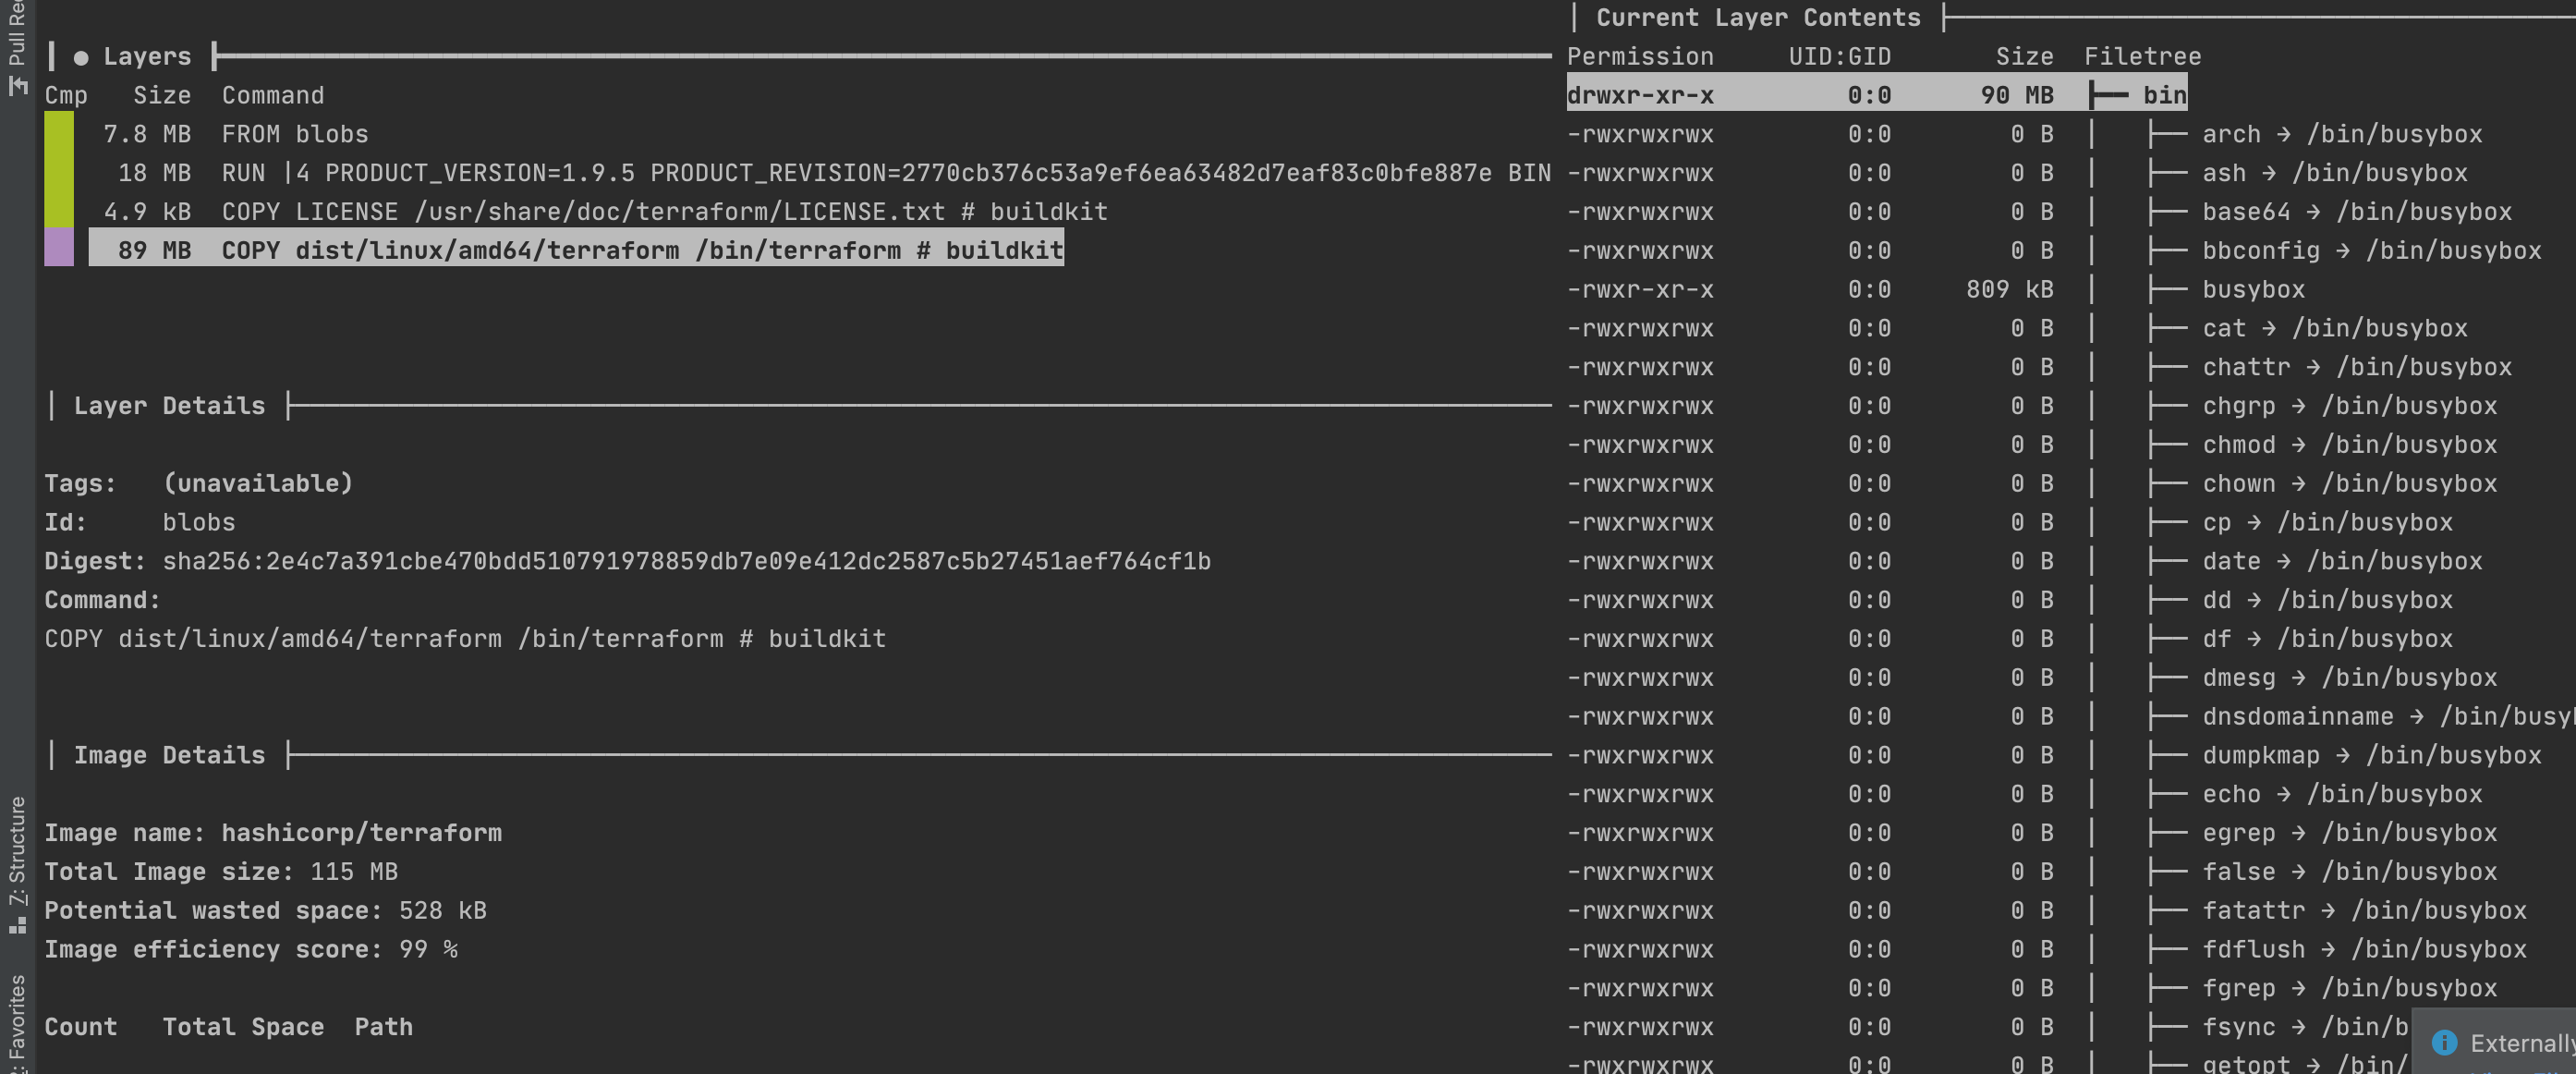 Pull Re
7: Structure
Favorites
│ ● Layers ├
Cmp   Size  Command
7.8 MB  FROM blobs
18 MB  RUN |4 PRODUCT_VERSION=1.9.5 PRODUCT_REVISION=2770cb376c53a9ef6ea63482d7eaf83c0bfe887e BIN
4.9 kB  COPY LICENSE /usr/share/doc/terraform/LICENSE.txt # buildkit
89 MB  COPY dist/linux/amd64/terraform /bin/terraform # buildkit
│ Layer Details ├
Tags:   (unavailable)
Id:     blobs
Digest: sha256:2e4c7a391cbe470bdd510791978859db7e09e412dc2587c5b27451aef764cf1b
Command:
COPY dist/linux/amd64/terraform /bin/terraform # buildkit
│ Image Details ├
Image name: hashicorp/terraform
Total Image size: 115 MB
Potential wasted space: 528 kB
Image efficiency score: 99 %
Count   Total Space  Path
│ Current Layer Contents ├
Permission     UID:GID       Size  Filetree
drwxr-xr-x         0:0      90 MB  ├── bin
-rwxrwxrwx         0:0        0 B  │   ├── arch → /bin/busybox
-rwxrwxrwx         0:0        0 B  │   ├── ash → /bin/busybox
-rwxrwxrwx         0:0        0 B  │   ├── base64 → /bin/busybox
-rwxrwxrwx         0:0        0 B  │   ├── bbconfig → /bin/busybox
-rwxr-xr-x         0:0     809 kB  │   ├── busybox
-rwxrwxrwx         0:0        0 B  │   ├── cat → /bin/busybox
-rwxrwxrwx         0:0        0 B  │   ├── chattr → /bin/busybox
-rwxrwxrwx         0:0        0 B  │   ├── chgrp → /bin/busybox
-rwxrwxrwx         0:0        0 B  │   ├── chmod → /bin/busybox
-rwxrwxrwx         0:0        0 B  │   ├── chown → /bin/busybox
-rwxrwxrwx         0:0        0 B  │   ├── cp → /bin/busybox
-rwxrwxrwx         0:0        0 B  │   ├── date → /bin/busybox
-rwxrwxrwx         0:0        0 B  │   ├── dd → /bin/busybox
-rwxrwxrwx         0:0        0 B  │   ├── df → /bin/busybox
-rwxrwxrwx         0:0        0 B  │   ├── dmesg → /bin/busybox
-rwxrwxrwx         0:0        0 B  │   ├── dnsdomainname → /bin/busy
-rwxrwxrwx         0:0        0 B  │   ├── dumpkmap → /bin/busybox
-rwxrwxrwx         0:0        0 B  │   ├── echo → /bin/busybox
-rwxrwxrwx         0:0        0 B  │   ├── egrep → /bin/busybox
-rwxrwxrwx         0:0        0 B  │   ├── false → /bin/busybox
-rwxrwxrwx         0:0        0 B  │   ├── fatattr → /bin/busybox
-rwxrwxrwx         0:0        0 B  │   ├── fdflush → /bin/busybox
-rwxrwxrwx         0:0        0 B  │   ├── fgrep → /bin/busybox
-rwxrwxrwx         0:0        0 B  │   ├── fsync → /bin/b
-rwxrwxrwx         0:0        0 B  │   ├── getopt → /bin/
Externally